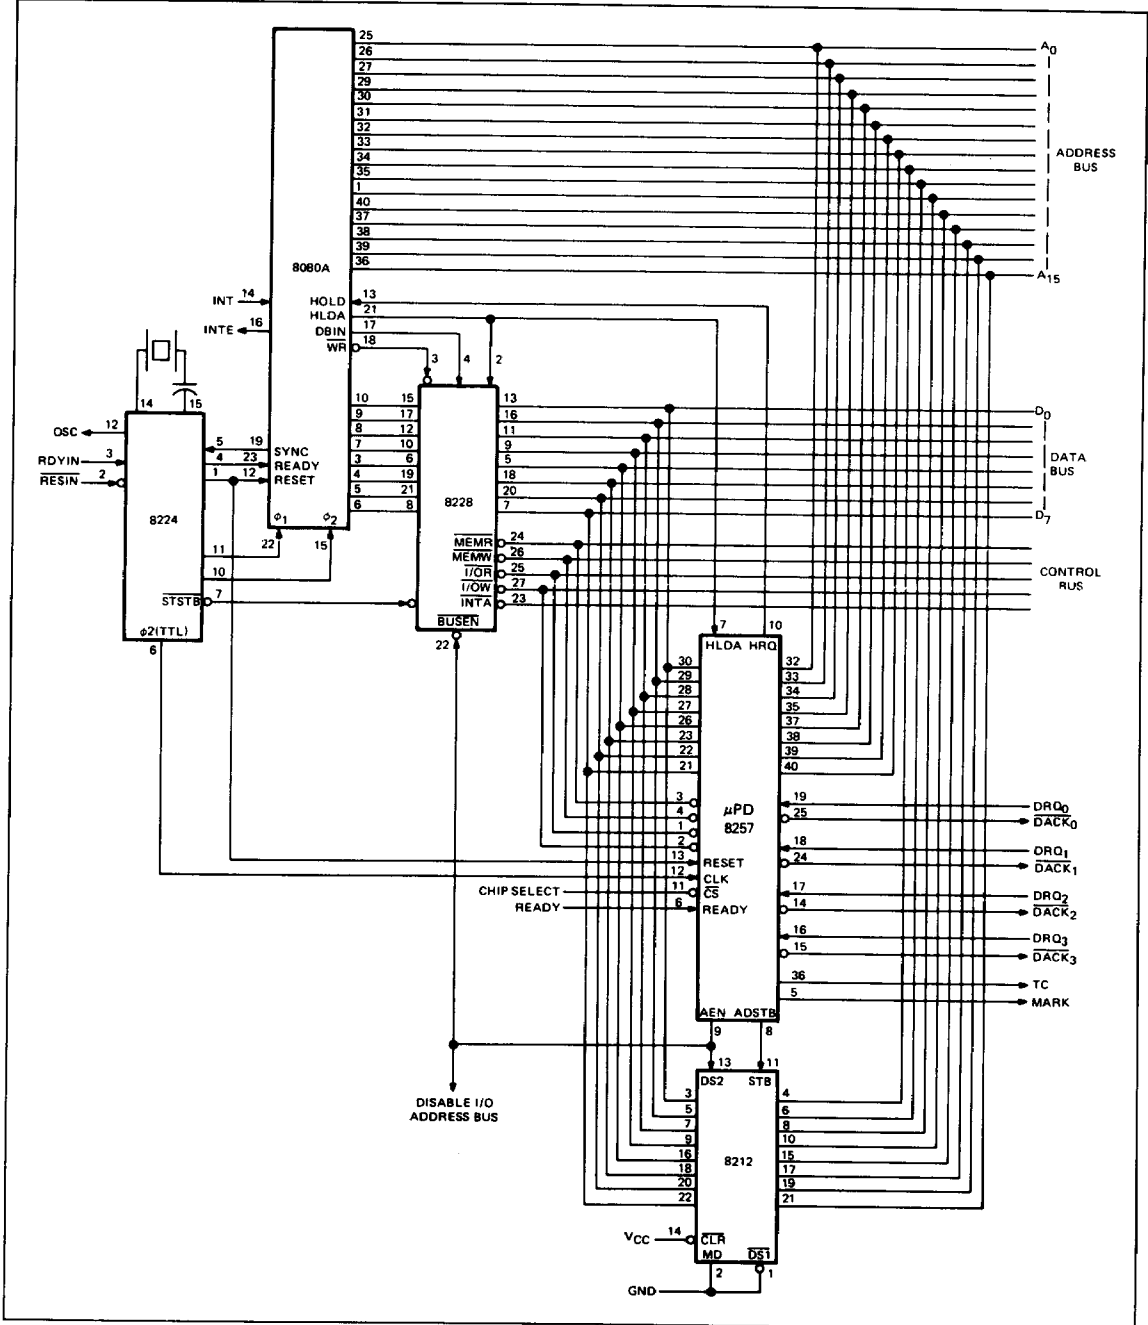 25
26
27
29
30
31
32
33
34
35
1
40
37
38
39
36
A0
ADDRESS
BUS
A15
8080A
INT 14
INTE 16
HOLD 13
HLDA 21
DBIN 17
WR 18
3 4 2
14 15
OSC 12
RDYIN 3
RESIN 2
8224
5 19 SYNC
4 23 READY
1 12 RESET
φ1 φ2
22 15
11
10
STSTB 7
φ2(TTL)
6
10 15
9 17
8 12
7 10
3 6
4 19
5 21
6 8
8228
13
16
11
9
5
18
20
7
D0
DATA
BUS
D7
MEMR 24
MEMW 26
I/OR 25
I/OW 27
INTA 23
BUSEN
22
CONTROL
BUS
7 10
HLDA HRQ
30 32
29 33
28 34
27 35
26 37
23 38
22 39
21 40
3
4
1
2
μPD
8257
13 RESET
12 CLK
CHIP SELECT 11 CS
READY 6 READY
19 DRQ0
25 DACK0
18 DRQ1
24 DACK1
17 DRQ2
14 DACK2
16 DRQ3
15 DACK3
36 TC
5 MARK
AEN ADSTB
9 8
13 11
DS2 STB
DISABLE I/O
ADDRESS BUS
3 4
5 6
7 8
9 10
16 15
18 17
20 19
22 21
8212
VCC 14 CLR
MD DS1
2 1
GND